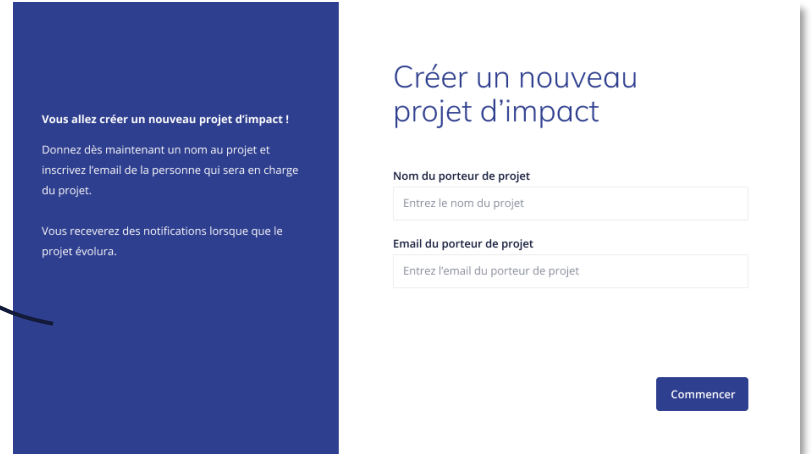 Vous allez créer un nouveau projet d'impact !
Donnez dès maintenant un nom au projet et
inscrivez l'email de la personne qui sera en charge
du projet.
Vous receverez des notifications lorsque que le
projet évolura.
Créer un nouveau
projet d'impact
Nom du porteur de projet
Entrez le nom du projet
Email du porteur de projet
Entrez l'email du porteur de projet
Commencer